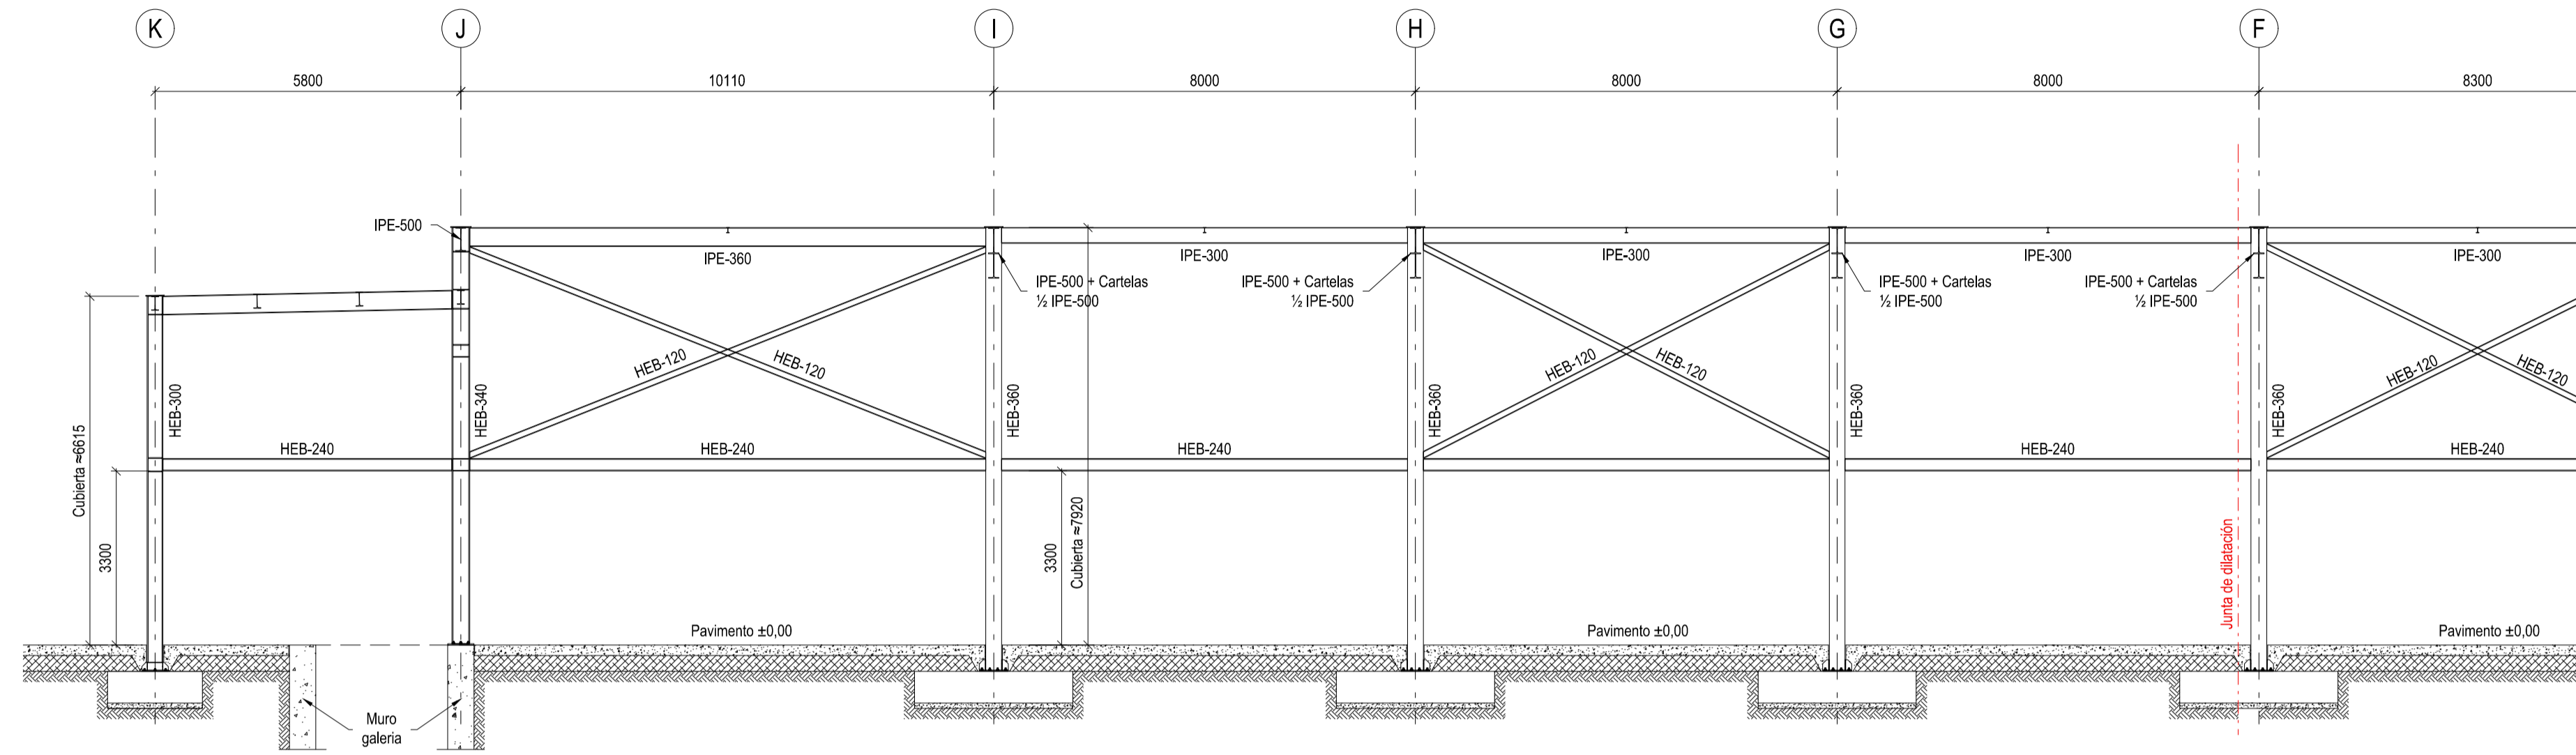 K
J
I
H
G
F
5800
10110
8000
8000
8000
8300
IPE-500
IPE-360
IPE-300
IPE-300
IPE-300
IPE-300
IPE-500 + Cartelas
½ IPE-500
IPE-500 + Cartelas
½ IPE-500
IPE-500 + Cartelas
½ IPE-500
IPE-500 + Cartelas
½ IPE-500
HEB-120
HEB-120
HEB-120
HEB-120
HEB-120
HEB-120
HEB-300
HEB-340
HEB-360
HEB-360
HEB-360
HEB-360
Cubierta ≈6615
HEB-240
HEB-240
HEB-240
HEB-240
HEB-240
3300
3300
Cubierta ≈7920
Junta de dilatación
Pavimento ±0,00
Pavimento ±0,00
Pavimento ±0,00
Muro
galeria